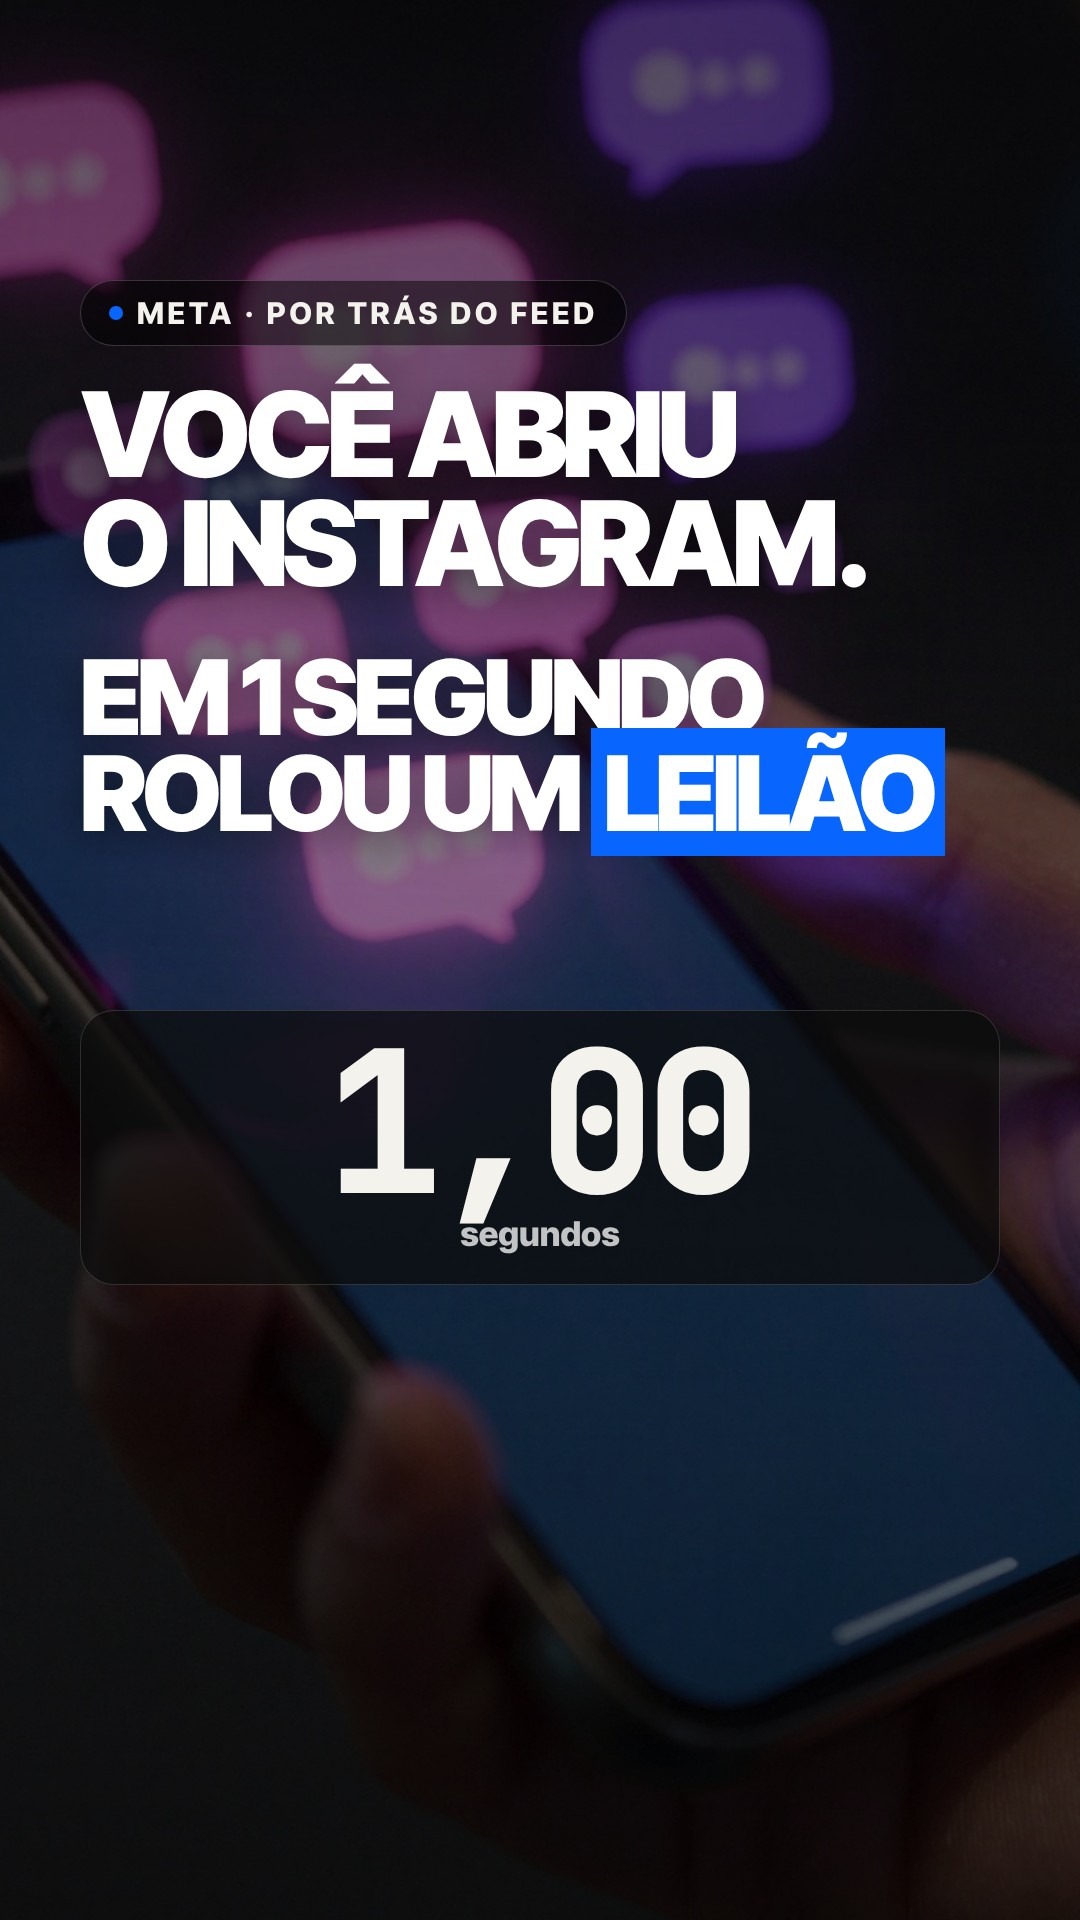 META · POR TRÁS DO FEED
VOCÊ ABRIU
O INSTAGRAM.
EM 1 SEGUNDO
ROLOU UM LEILÃO
1,00
segundos